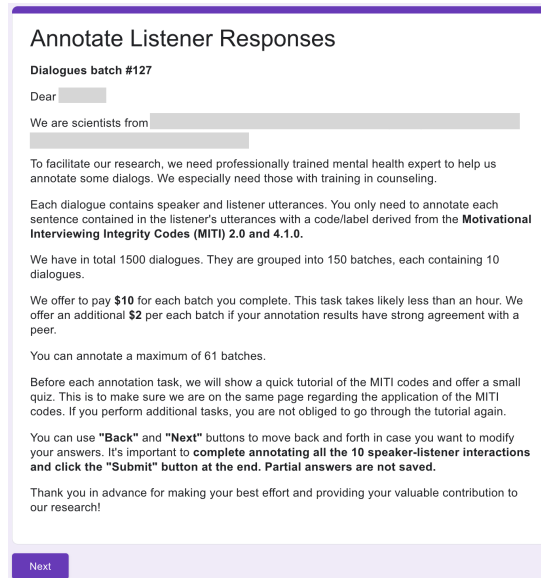 Annotate Listener Responses
Dialogues batch #127
Dear
We are scientists from
To facilitate our research, we need professionally trained mental health expert to help us
annotate some dialogs. We especially need those with training in counseling.
Each dialogue contains speaker and listener utterances. You only need to annotate each
sentence contained in the listener's utterances with a code/label derived from the Motivational
Interviewing Integrity Codes (MITI) 2.0 and 4.1.0.
We have in total 1500 dialogues. They are grouped into 150 batches, each containing 10
dialogues.
We offer to pay $10 for each batch you complete. This task takes likely less than an hour. We
offer an additional $2 per each batch if your annotation results have strong agreement with a
peer.
You can annotate a maximum of 61 batches.
Before each annotation task, we will show a quick tutorial of the MITI codes and offer a small
quiz. This is to make sure we are on the same page regarding the application of the MITI
codes. If you perform additional tasks, you are not obliged to go through the tutorial again.
You can use "Back" and "Next" buttons to move back and forth in case you want to modify
your answers. It's important to complete annotating all the 10 speaker-listener interactions
and click the "Submit" button at the end. Partial answers are not saved.
Thank you in advance for making your best effort and providing your valuable contribution to
our research!
Next